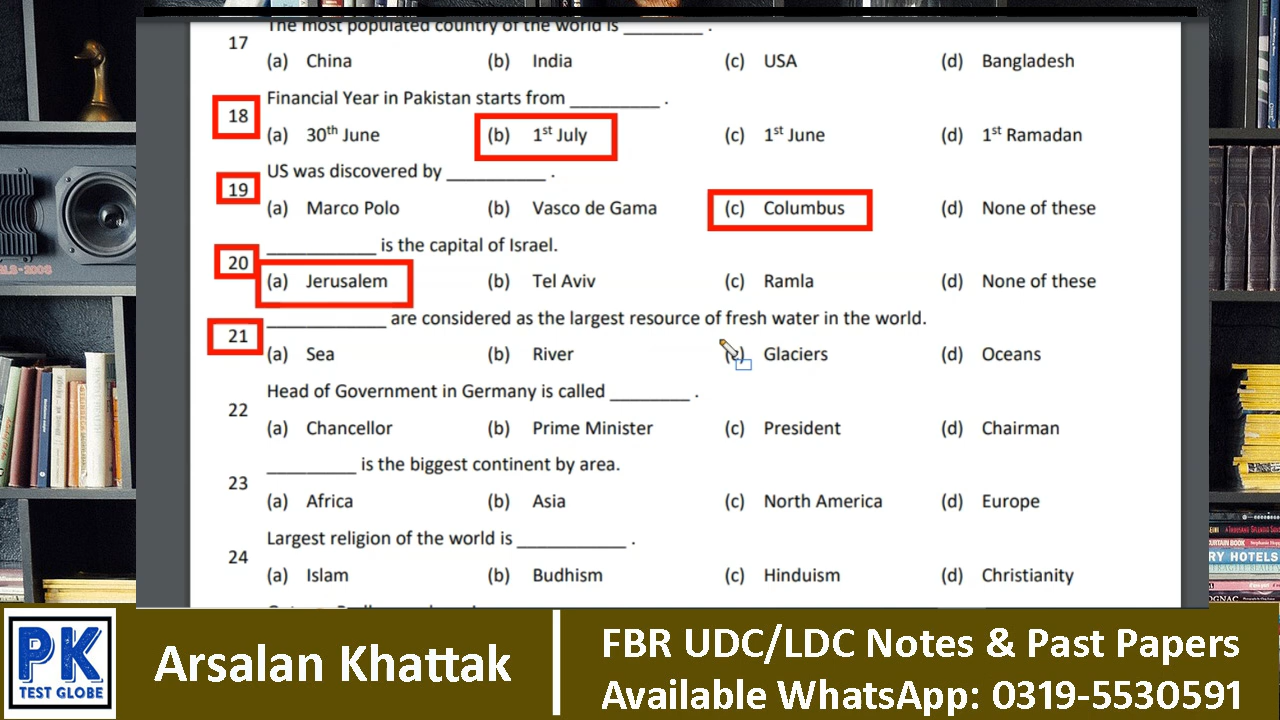 The most populated country of the world is ________ .
17
(a) China (b) India (c) USA (d) Bangladesh
Financial Year in Pakistan starts from _________ .
18
(a) 30th June (b) 1st July (c) 1st June (d) 1st Ramadan
US was discovered by __________ .
19
(a) Marco Polo (b) Vasco de Gama (c) Columbus (d) None of these
___________ is the capital of Israel.
20
(a) Jerusalem (b) Tel Aviv (c) Ramla (d) None of these
____________ are considered as the largest resource of fresh water in the world.
21
(a) Sea (b) River (c) Glaciers (d) Oceans
Head of Government in Germany is called ________ .
22
(a) Chancellor (b) Prime Minister (c) President (d) Chairman
_________ is the biggest continent by area.
23
(a) Africa (b) Asia (c) North America (d) Europe
Largest religion of the world is ___________ .
24
(a) Islam (b) Budhism (c) Hinduism (d) Christianity
HOTELS
PK
TEST GLOBE
Arsalan Khattak
FBR UDC/LDC Notes & Past Papers
Available WhatsApp: 0319-5530591